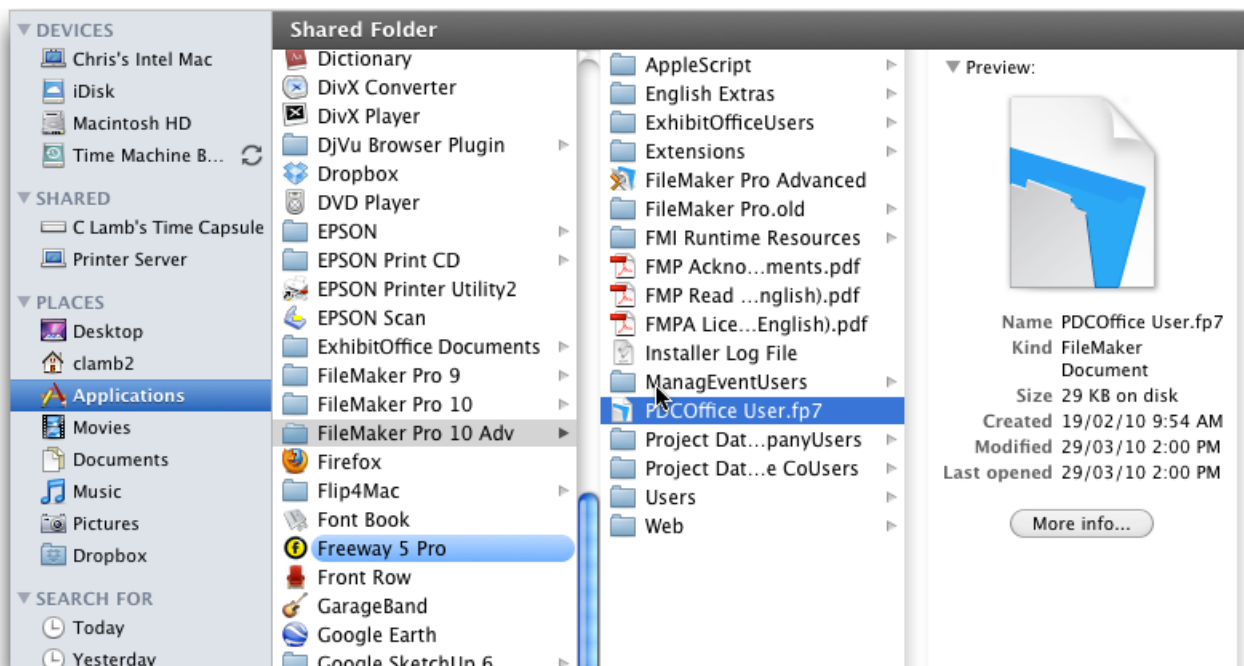 DEVICES
Chris's Intel Mac
iDisk
Macintosh HD
Time Machine B...
SHARED
C Lamb's Time Capsule
Printer Server
PLACES
Desktop
clamb2
Applications
Movies
Documents
Music
Pictures
Dropbox
SEARCH FOR
Today
Yesterday
Shared Folder
Dictionary
DivX Converter
DivX Player
DjVu Browser Plugin
Dropbox
DVD Player
EPSON
EPSON Print CD
EPSON Printer Utility2
EPSON Scan
ExhibitOffice Documents
FileMaker Pro 9
FileMaker Pro 10
FileMaker Pro 10 Adv
Firefox
Flip4Mac
Font Book
Freeway 5 Pro
Front Row
GarageBand
Google Earth
Google SketchUp 6
AppleScript
English Extras
ExhibitOfficeUsers
Extensions
FileMaker Pro Advanced
FileMaker Pro.old
FMI Runtime Resources
FMP Ackno...ments.pdf
FMP Read ...nglish).pdf
FMPA Lice...English).pdf
Installer Log File
ManagEventUsers
PDCOffice User.fp7
Project Dat...panyUsers
Project Dat...e CoUsers
Users
Web
Preview:
Name PDCOffice User.fp7
Kind FileMaker
Document
Size 29 KB on disk
Created 19/02/10 9:54 AM
Modified 29/03/10 2:00 PM
Last opened 29/03/10 2:00 PM
More info...